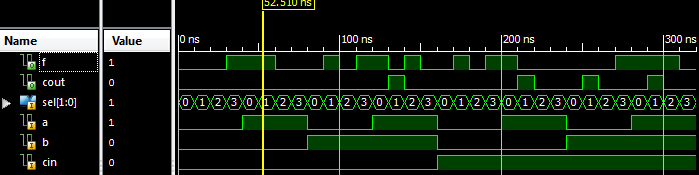 52.510 ns
Name Value
0 ns 100 ns 200 ns 300 ns
f 1
cout 0
sel[1:0] 1 0 1 2 3 0 1 2 3 0 1 2 3 0 1 2 3 0 1 2 3 0 1 2 3 0 1 2 3 0 1 2 3
a 1
b 0
cin 0